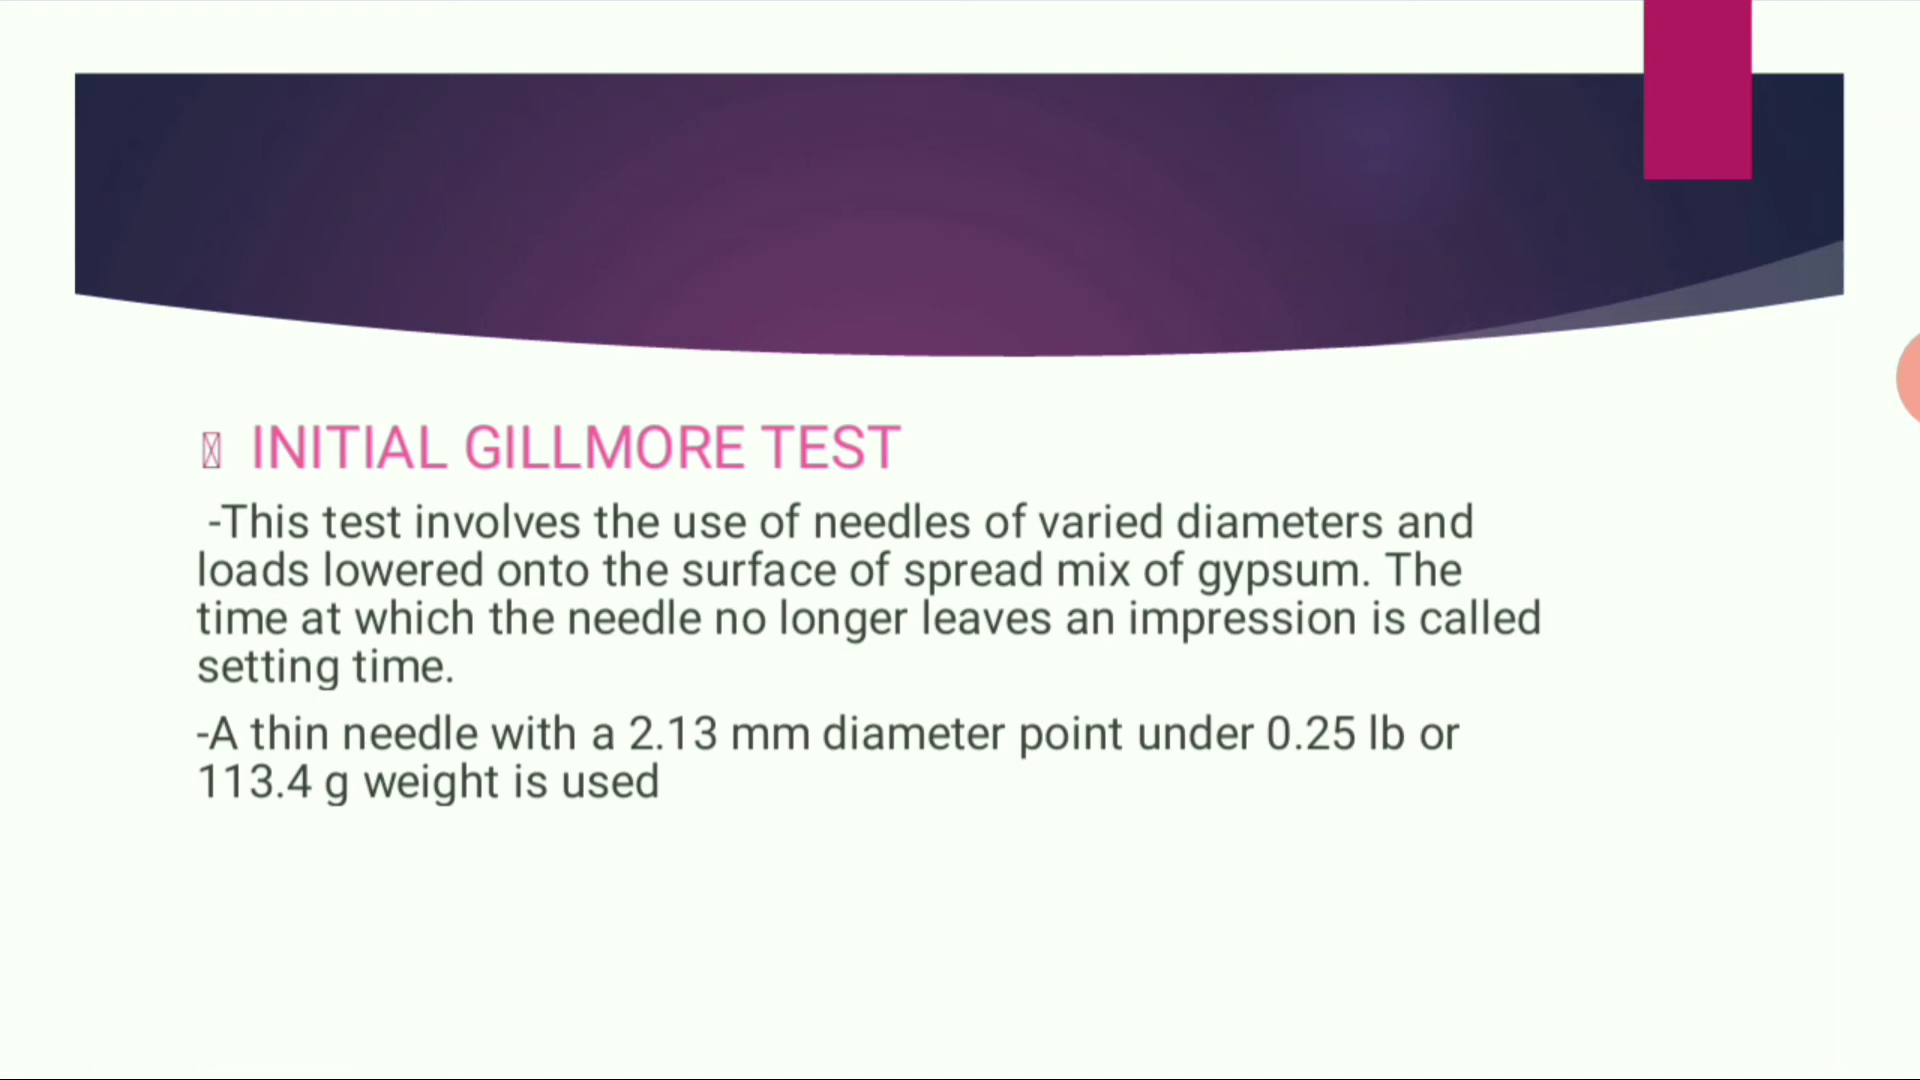 INITIAL GILLMORE TEST
-This test involves the use of needles of varied diameters and
loads lowered onto the surface of spread mix of gypsum. The
time at which the needle no longer leaves an impression is called
setting time.
-A thin needle with a 2.13 mm diameter point under 0.25 lb or
113.4 g weight is used